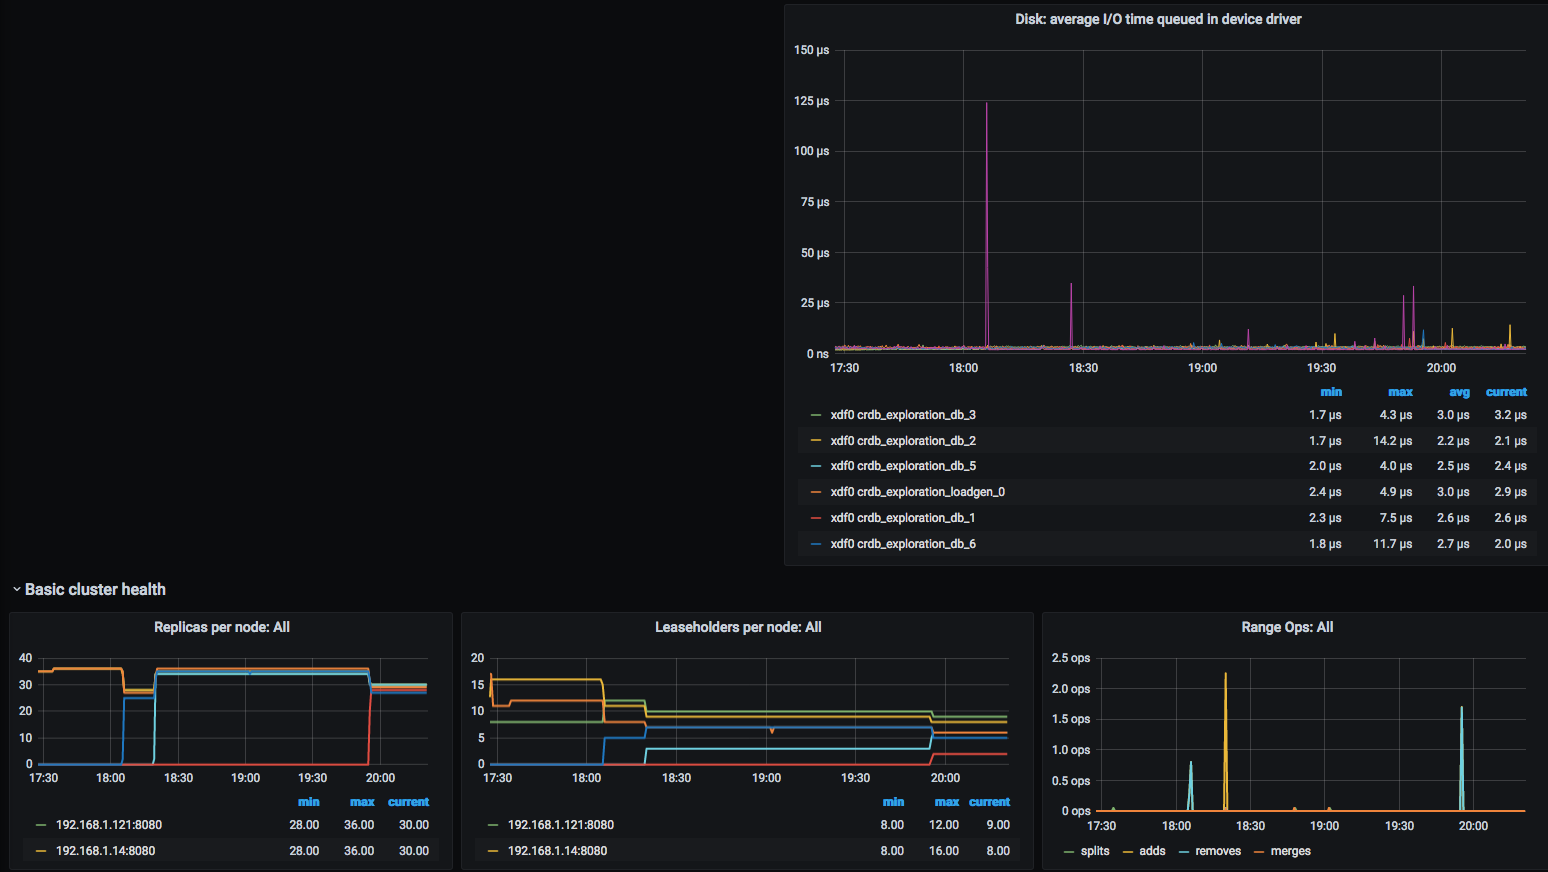 Disk: average I/O time queued in device driver
150 µs
125 µs
100 µs
75 µs
50 µs
25 µs
0 ns
17:30 18:00 18:30 19:00 19:30 20:00
min max avg current
xdf0 crdb_exploration_db_3 1.7 µs 4.3 µs 3.0 µs 3.2 µs
xdf0 crdb_exploration_db_2 1.7 µs 14.2 µs 2.2 µs 2.1 µs
xdf0 crdb_exploration_db_5 2.0 µs 4.0 µs 2.5 µs 2.4 µs
xdf0 crdb_exploration_loadgen_0 2.4 µs 4.9 µs 3.0 µs 2.9 µs
xdf0 crdb_exploration_db_1 2.3 µs 7.5 µs 2.6 µs 2.6 µs
xdf0 crdb_exploration_db_6 1.8 µs 11.7 µs 2.7 µs 2.0 µs
Basic cluster health
Replicas per node: All
40
30
20
10
0
17:30 18:00 18:30 19:00 19:30 20:00
min max current
192.168.1.121:8080 28.00 36.00 30.00
192.168.1.14:8080 28.00 36.00 30.00
Leaseholders per node: All
20
15
10
5
0
17:30 18:00 18:30 19:00 19:30 20:00
min max current
192.168.1.121:8080 8.00 12.00 9.00
192.168.1.14:8080 8.00 16.00 8.00
Range Ops: All
2.5 ops
2.0 ops
1.5 ops
1.0 ops
0.5 ops
0 ops
17:30 18:00 18:30 19:00 19:30 20:00
splits adds removes merges